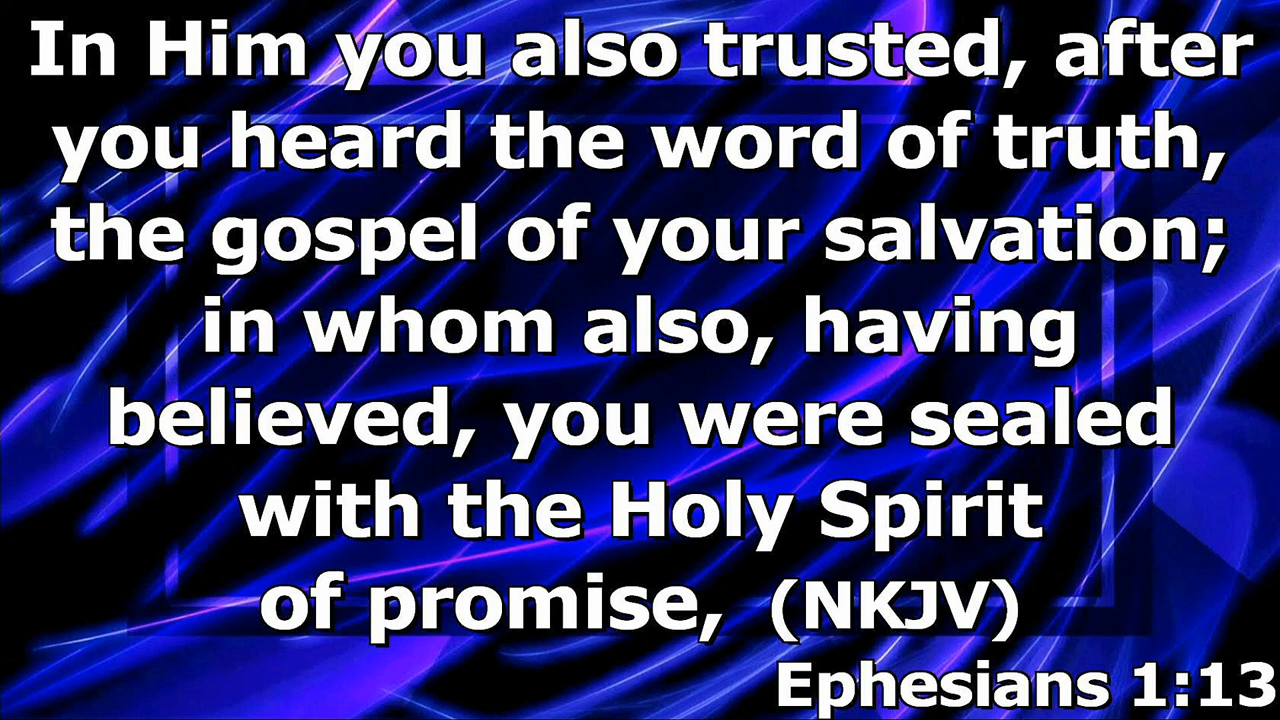 In Him you also trusted, after
you heard the word of truth,
the gospel of your salvation;
in whom also, having
believed, you were sealed
with the Holy Spirit
of promise, (NKJV)
Ephesians 1:13